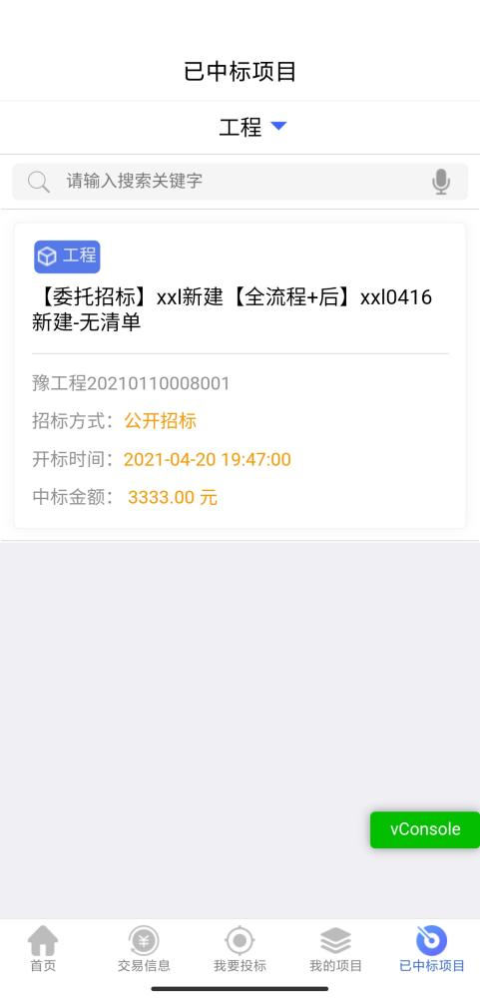 已中标项目
工程
请输入搜索关键字
工程
【委托招标】xxl新建【全流程+后】xxl0416
新建-无清单
豫工程20210110008001
招标方式：公开招标
开标时间：2021-04-20 19:47:00
中标金额： 3333.00 元
vConsole
首页 交易信息 我要投标 我的项目 已中标项目